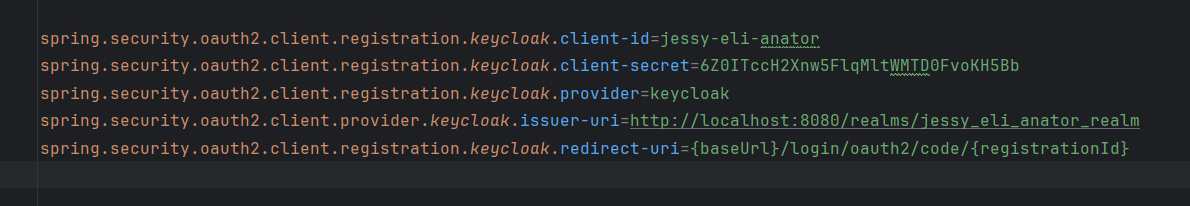 spring.security.oauth2.client.registration.keycloak.client-id=jessy-eli-anator
spring.security.oauth2.client.registration.keycloak.client-secret=6Z0ITccH2Xnw5FlqMltWMTD0FvoKH5Bb
spring.security.oauth2.client.registration.keycloak.provider=keycloak
spring.security.oauth2.client.provider.keycloak.issuer-uri=http://localhost:8080/realms/jessy_eli_anator_realm
spring.security.oauth2.client.registration.keycloak.redirect-uri={baseUrl}/login/oauth2/code/{registrationId}